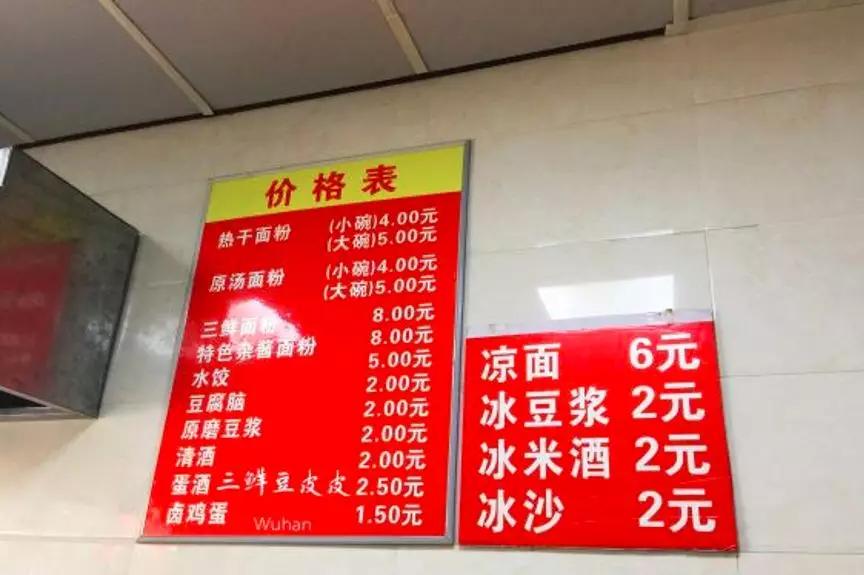 价格表
热干面粉 (小碗)4.00元
(大碗)5.00元
原汤面粉 (小碗)4.00元
(大碗)5.00元
三鲜面粉 8.00元
特色杂酱面粉 8.00元
水饺 5.00元
豆腐脑 2.00元
原磨豆浆 2.00元
清酒 2.00元
2.00元
蛋酒 三鲜豆皮皮 2.50元
卤鸡蛋 1.50元
Wuhan
凉面 6元
冰豆浆 2元
冰米酒 2元
冰沙 2元